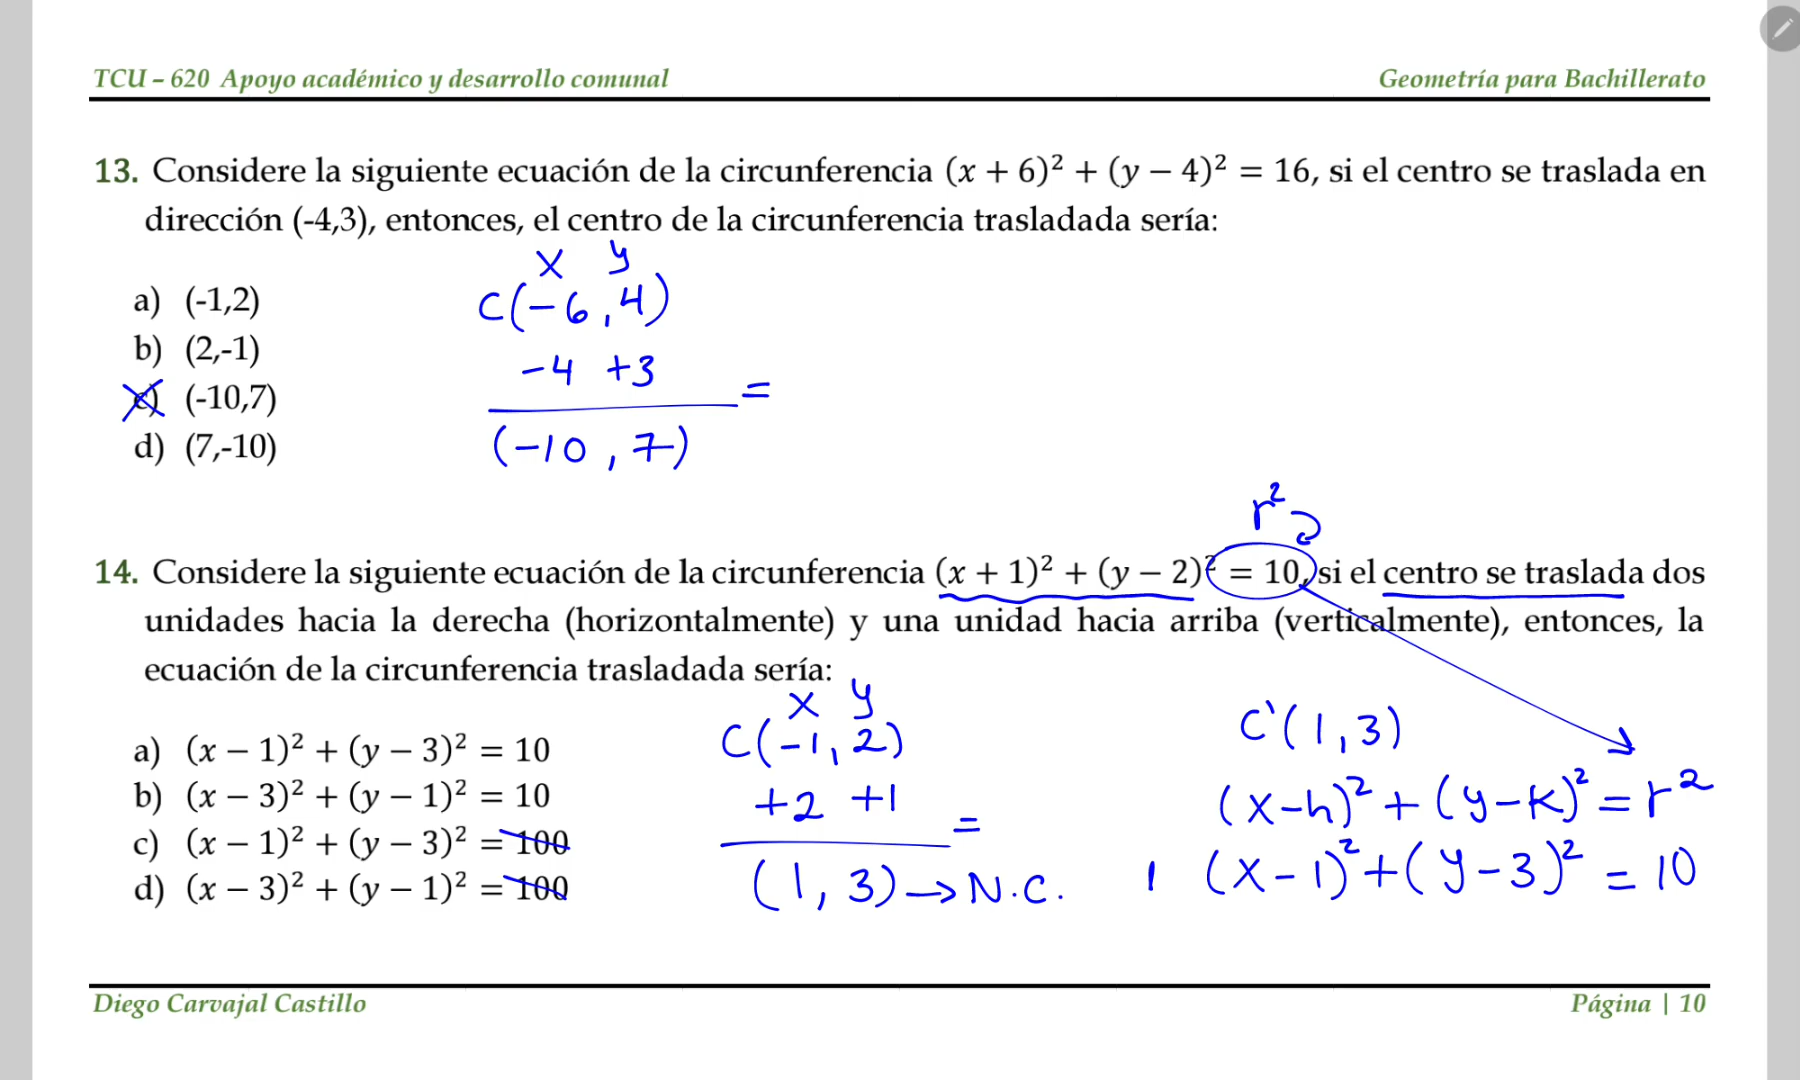 TCU – 620 Apoyo académico y desarrollo comunal
Geometría para Bachillerato
13. Considere la siguiente ecuación de la circunferencia (x + 6)² + (y − 4)² = 16, si el centro se traslada en
dirección (-4,3), entonces, el centro de la circunferencia trasladada sería:
a) (-1,2)
b) (2,-1)
c) (-10,7)
d) (7,-10)
x y
C(−6,4)
−4 +3
=
(−10,7)
r²
14. Considere la siguiente ecuación de la circunferencia (x + 1)² + (y − 2)² = 10, si el centro se traslada dos
unidades hacia la derecha (horizontalmente) y una unidad hacia arriba (verticalmente), entonces, la
ecuación de la circunferencia trasladada sería:
a) (x − 1)² + (y − 3)² = 10
b) (x − 3)² + (y − 1)² = 10
c) (x − 1)² + (y − 3)² = 100
d) (x − 3)² + (y − 1)² = 100
x y
C(−1,2)
+2 +1
=
(1,3)→N.C.
C'(1,3)
(x−h)²+(y−k)²=r²
(x−1)²+(y−3)²=10
Diego Carvajal Castillo
Página | 10